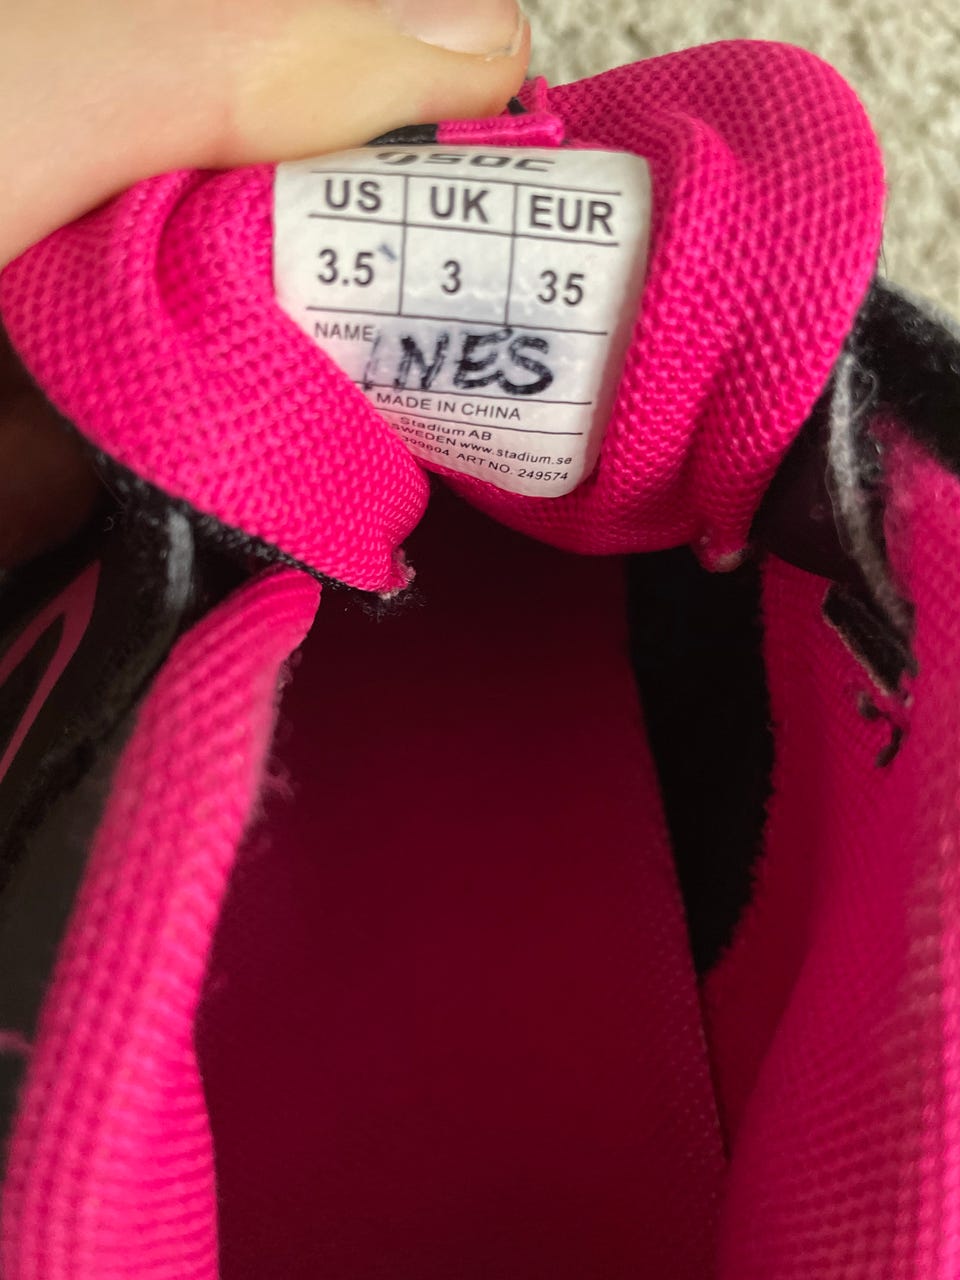 SOC
US UK EUR
3.5 3 35
NAME INES
MADE IN CHINA
Stadium AB
SWEDEN www.stadium.se
ART NO. 249574